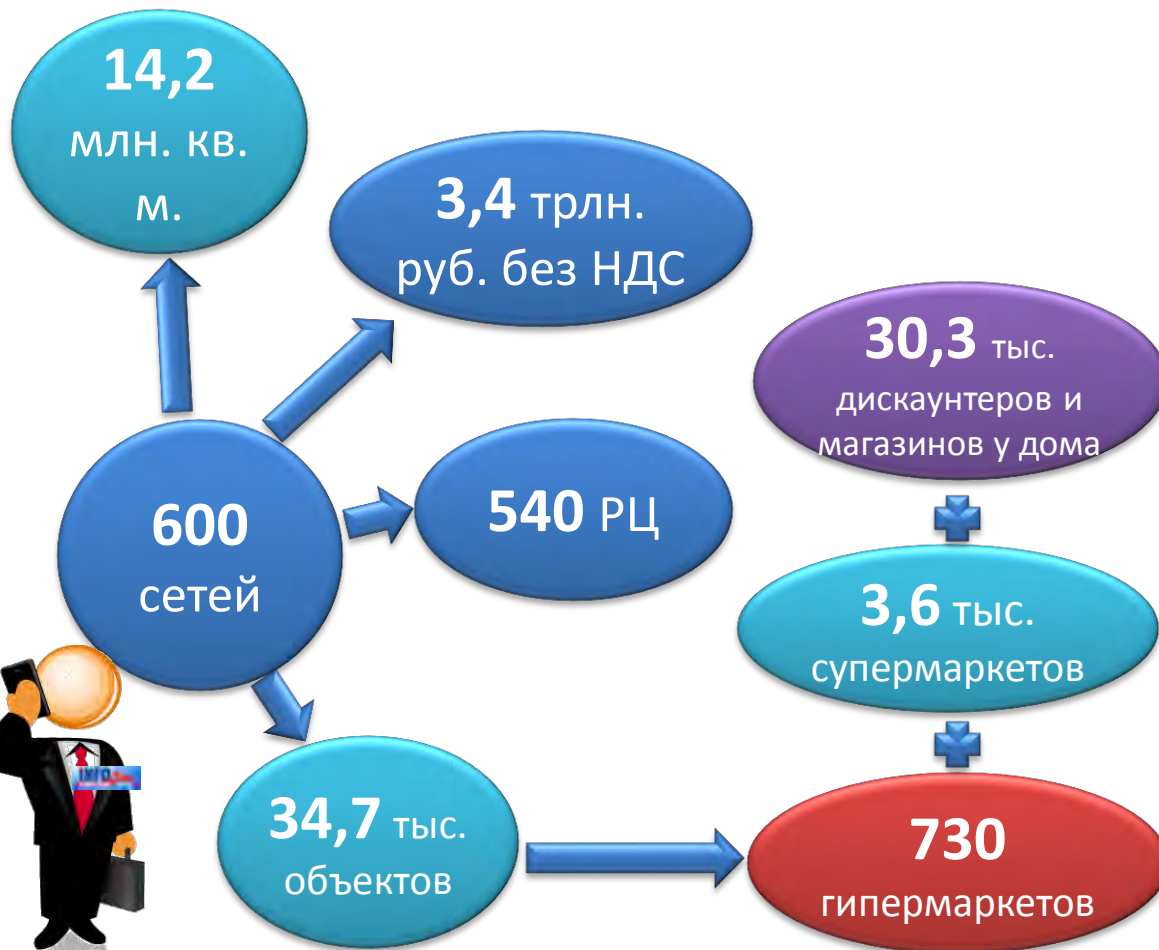 14,2
млн. кв.
м.
3,4 трлн.
руб. без НДС
30,3 тыс.
дискаунтеров и
магазинов у дома
600
сетей
540 РЦ
3,6 тыс.
супермаркетов
INFO
34,7 тыс.
объектов
730
гипермаркетов